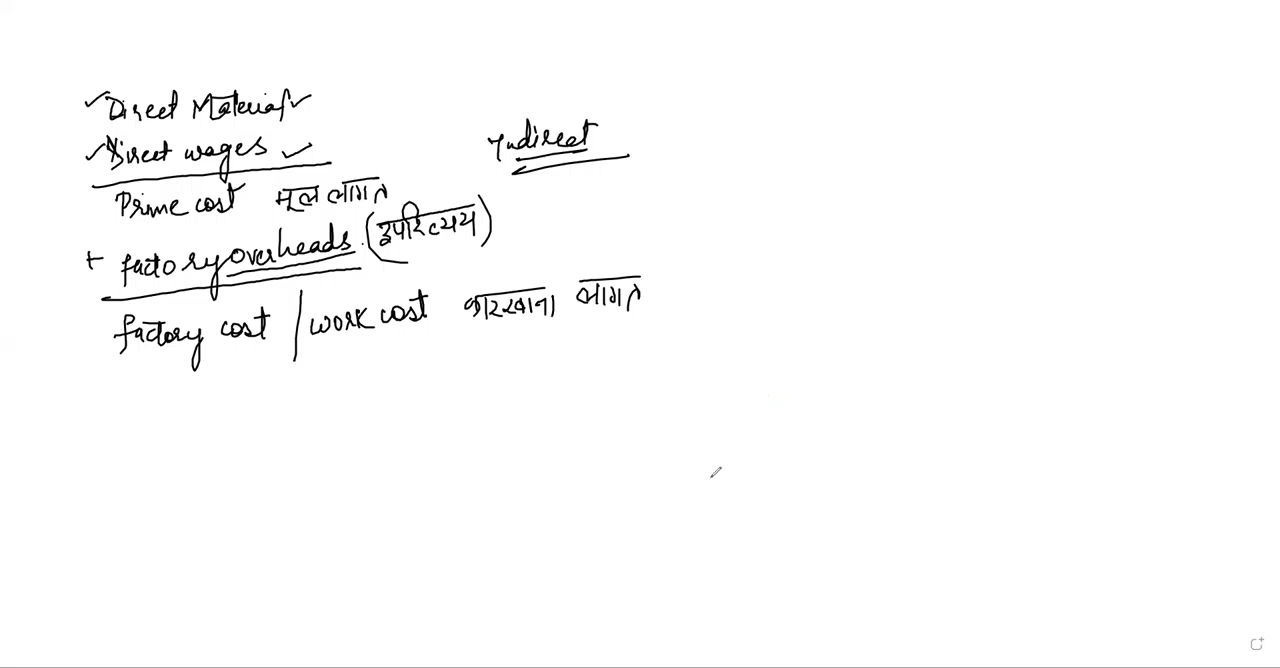 Direct Material
Direct wages
Indirect
Prime cost मूल लागत
+ factory overheads. (उपरिव्यय)
factory cost / work cost कारखाना लागत